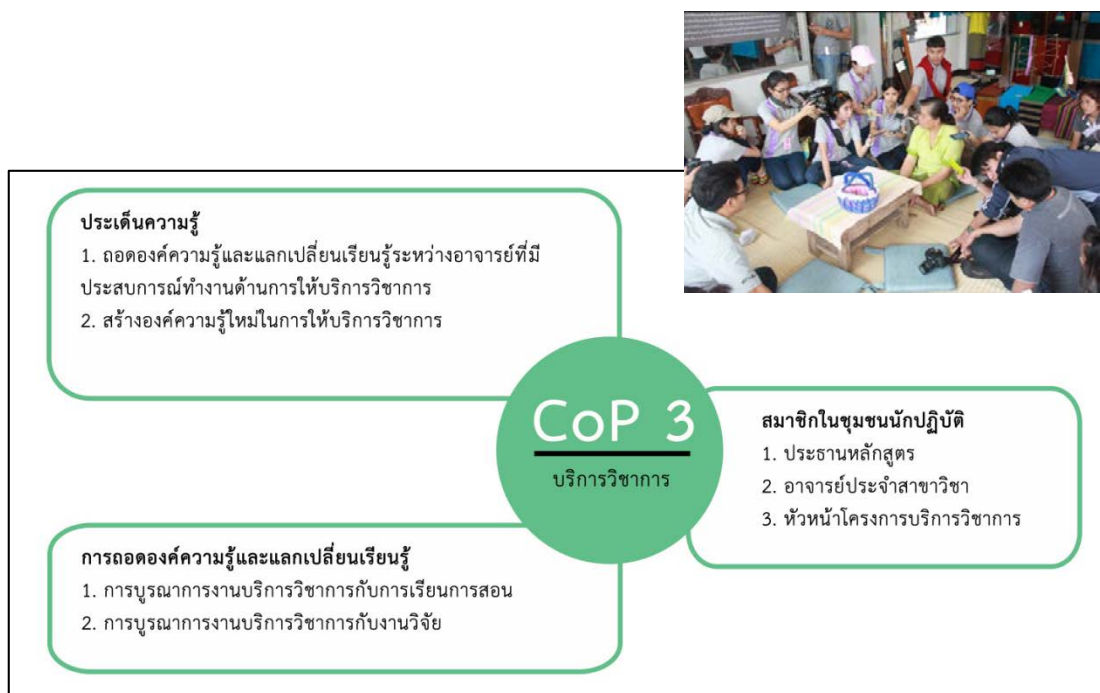 ประเด็นความรู้
1. ถอดองค์ความรู้และแลกเปลี่ยนเรียนรู้ระหว่างอาจารย์ที่มี
ประสบการณ์ทำงานด้านการให้บริการวิชาการ
2. สร้างองค์ความรู้ใหม่ในการให้บริการวิชาการ
CoP 3
บริการวิชาการ
สมาชิกในชุมชนนักปฏิบัติ
1. ประธานหลักสูตร
2. อาจารย์ประจำสาขาวิชา
3. หัวหน้าโครงการบริการวิชาการ
การถอดองค์ความรู้และแลกเปลี่ยนเรียนรู้
1. การบูรณาการงานบริการวิชาการกับการเรียนการสอน
2. การบูรณาการงานบริการวิชาการกับงานวิจัย